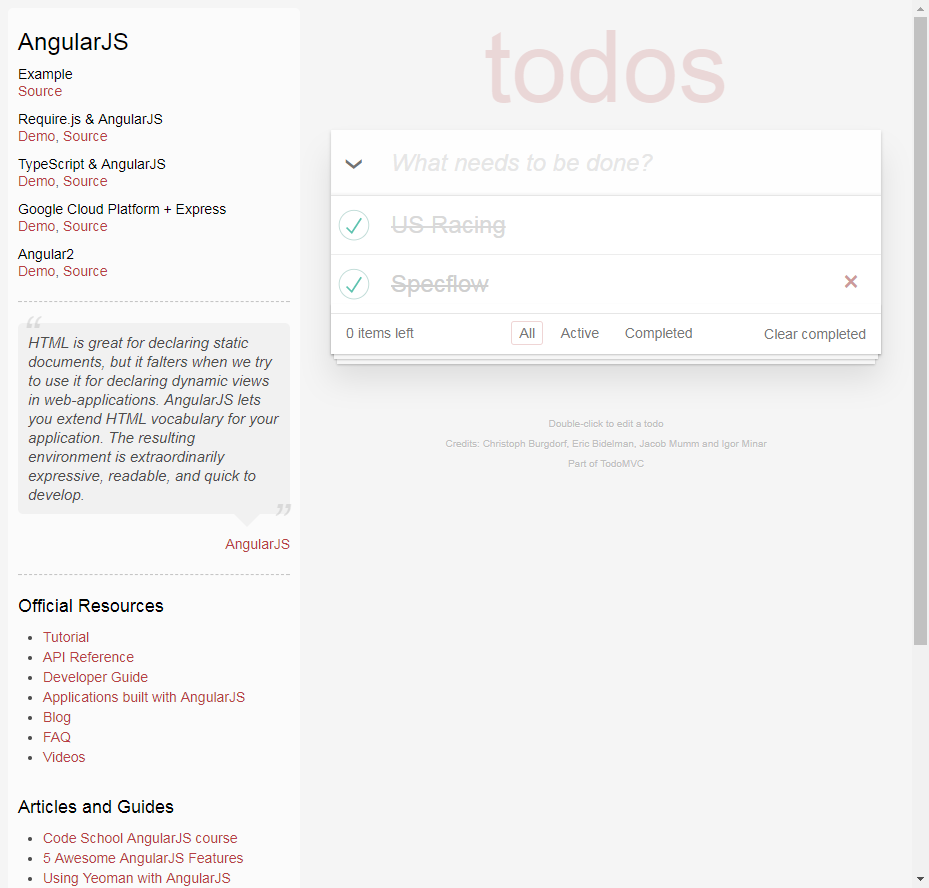 AngularJS
Example
Source
Require.js & AngularJS
Demo, Source
TypeScript & AngularJS
Demo, Source
Google Cloud Platform + Express
Demo, Source
Angular2
Demo, Source
“
HTML is great for declaring static
documents, but it falters when we try
to use it for declaring dynamic views
in web-applications. AngularJS lets
you extend HTML vocabulary for your
application. The resulting
environment is extraordinarily
expressive, readable, and quick to
develop.
”
AngularJS
Official Resources
• Tutorial
• API Reference
• Developer Guide
• Applications built with AngularJS
• Blog
• FAQ
• Videos
Articles and Guides
• Code School AngularJS course
• 5 Awesome AngularJS Features
• Using Yeoman with AngularJS
todos
What needs to be done?
US Racing
Specflow
0 items left All Active Completed Clear completed
Double-click to edit a todo
Credits: Christoph Burgdorf, Eric Bidelman, Jacob Mumm and Igor Minar
Part of TodoMVC